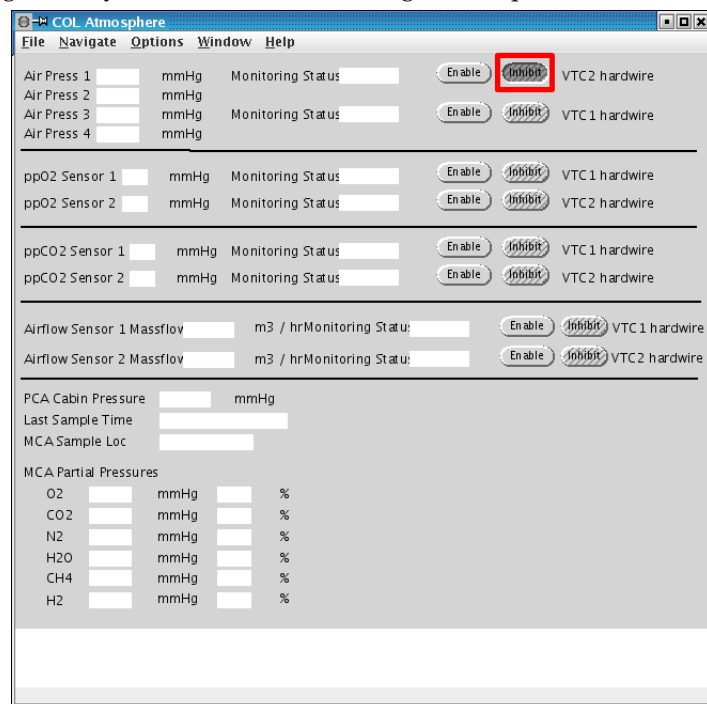 COL Atmosphere
File Navigate Options Window Help
Air Press 1 mmHg Monitoring Status Enable Inhibit VTC2 hardwire
Air Press 2 mmHg
Air Press 3 mmHg Monitoring Status Enable Inhibit VTC1 hardwire
Air Press 4 mmHg
ppO2 Sensor 1 mmHg Monitoring Status Enable Inhibit VTC1 hardwire
ppO2 Sensor 2 mmHg Monitoring Status Enable Inhibit VTC2 hardwire
ppCO2 Sensor 1 mmHg Monitoring Status Enable Inhibit VTC1 hardwire
ppCO2 Sensor 2 mmHg Monitoring Status Enable Inhibit VTC2 hardwire
Airflow Sensor 1 Massflow m3 / hr Monitoring Status Enable Inhibit VTC1 hardwire
Airflow Sensor 2 Massflow m3 / hr Monitoring Status Enable Inhibit VTC2 hardwire
PCA Cabin Pressure mmHg
Last Sample Time
MCA Sample Loc
MCA Partial Pressures
O2 mmHg %
CO2 mmHg %
N2 mmHg %
H2O mmHg %
CH4 mmHg %
H2 mmHg %